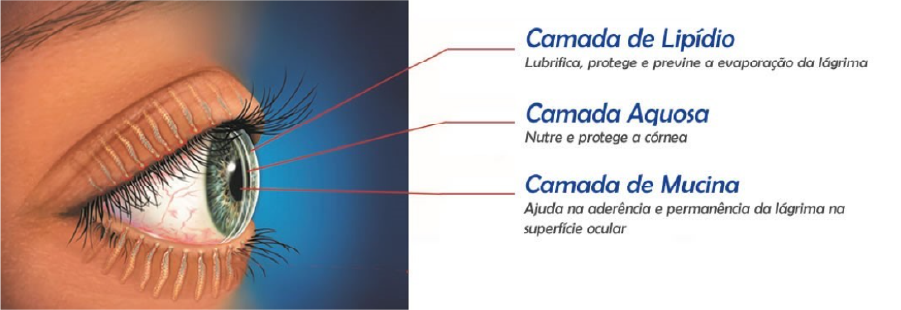 Camada de Lipídio
Lubrifica, protege e previne a evaporação da lágrima
Camada Aquosa
Nutre e protege a córnea
Camada de Mucina
Ajuda na aderência e permanência da lágrima na
superfície ocular